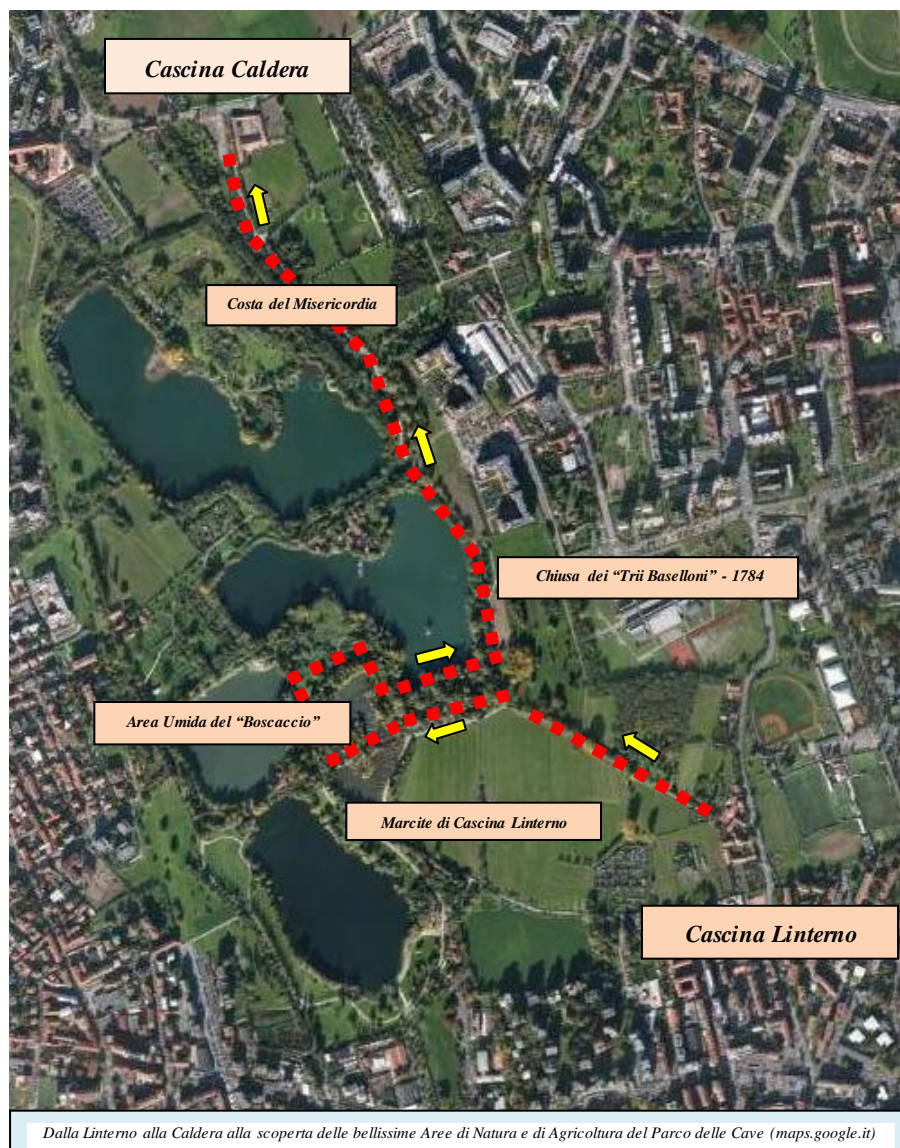 Cascina Caldera
Costa del Misericordia
Chiusa dei “Trii Baselloni” - 1784
Area Umida del “Boscaccio”
Marcite di Cascina Linterno
Cascina Linterno
Dalla Linterno alla Caldera alla scoperta delle bellissime Aree di Natura e di Agricoltura del Parco delle Cave (maps.google.it)